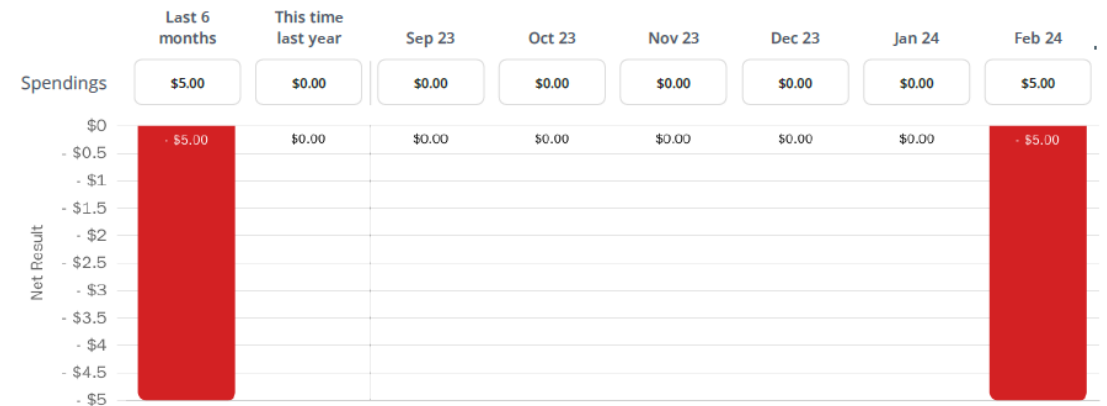 Last 6 months
This time last year
Sep 23
Oct 23
Nov 23
Dec 23
Jan 24
Feb 24
Spendings
$5.00
$0.00
$0.00
$0.00
$0.00
$0.00
$0.00
$5.00
Net Result
$0
- $0.5
- $1
- $1.5
- $2
- $2.5
- $3
- $3.5
- $4
- $4.5
- $5
- $5.00
$0.00
$0.00
$0.00
$0.00
$0.00
$0.00
- $5.00